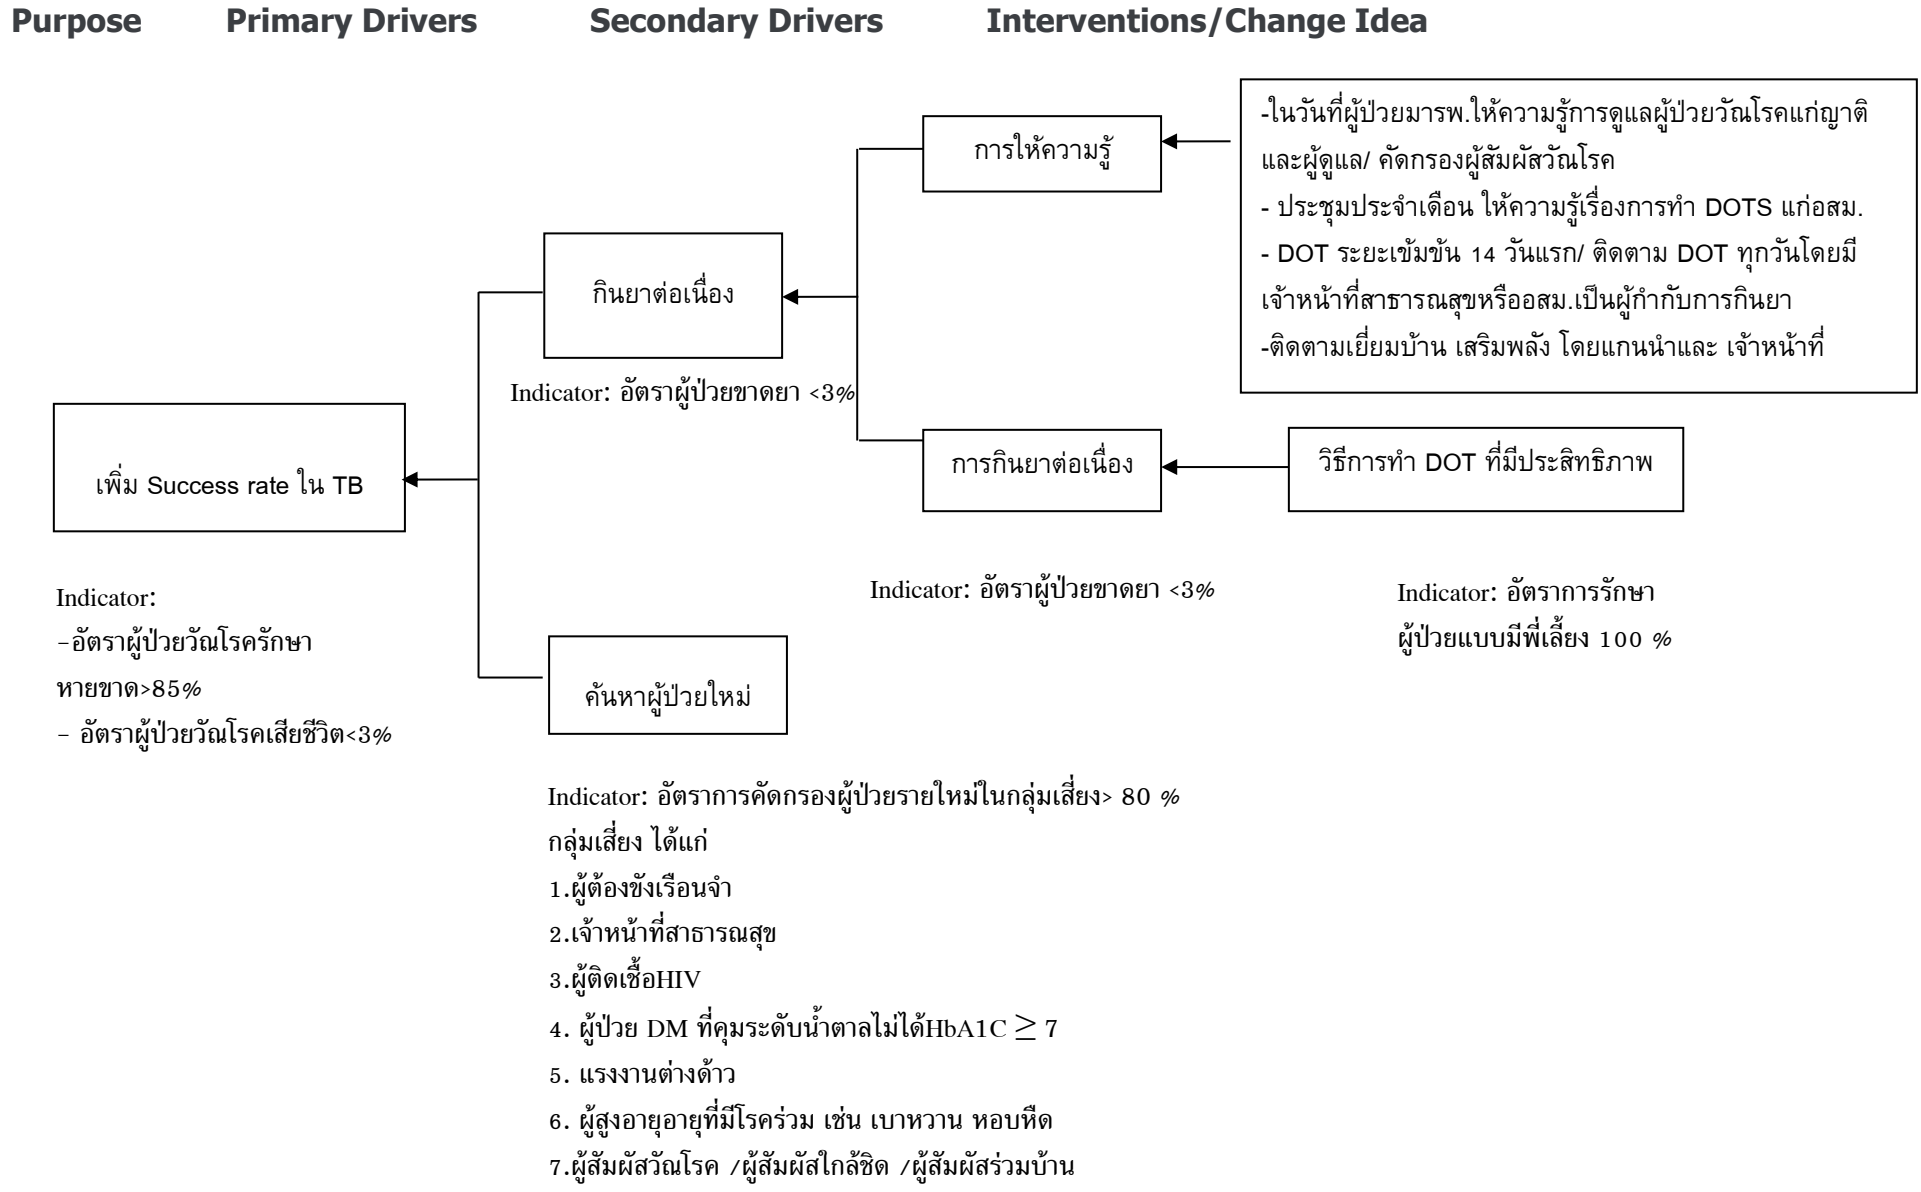 Purpose Primary Drivers Secondary Drivers Interventions/Change Idea
เพิ่ม Success rate ใน TB
Indicator:
-อัตราผู้ป่วยวัณโรครักษา
หายขาด>85%
- อัตราผู้ป่วยวัณโรคเสียชีวิต<3%
กินยาต่อเนื่อง
Indicator: อัตราผู้ป่วยขาดยา <3%
ค้นหาผู้ป่วยใหม่
Indicator: อัตราการคัดกรองผู้ป่วยรายใหม่ในกลุ่มเสี่ยง> 80 %
กลุ่มเสี่ยง ได้แก่
1.ผู้ต้องขังเรือนจำ
2.เจ้าหน้าที่สาธารณสุข
3.ผู้ติดเชื้อHIV
4. ผู้ป่วย DM ที่คุมระดับน้ำตาลไม่ได้HbA1C ≥ 7
5. แรงงานต่างด้าว
6. ผู้สูงอายุอายุที่มีโรคร่วม เช่น เบาหวาน หอบหืด
7.ผู้สัมผัสวัณโรค /ผู้สัมผัสใกล้ชิด /ผู้สัมผัสร่วมบ้าน
การให้ความรู้
การกินยาต่อเนื่อง
Indicator: อัตราผู้ป่วยขาดยา <3%
-ในวันที่ผู้ป่วยมารพ.ให้ความรู้การดูแลผู้ป่วยวัณโรคแก่ญาติ
และผู้ดูแล/ คัดกรองผู้สัมผัสวัณโรค
- ประชุมประจำเดือน ให้ความรู้เรื่องการทำ DOTS แก่อสม.
- DOT ระยะเข้มข้น 14 วันแรก/ ติดตาม DOT ทุกวันโดยมี
เจ้าหน้าที่สาธารณสุขหรืออสม.เป็นผู้กำกับการกินยา
-ติดตามเยี่ยมบ้าน เสริมพลัง โดยแกนนำและ เจ้าหน้าที่
วิธีการทำ DOT ที่มีประสิทธิภาพ
Indicator: อัตราการรักษา
ผู้ป่วยแบบมีพี่เลี้ยง 100 %